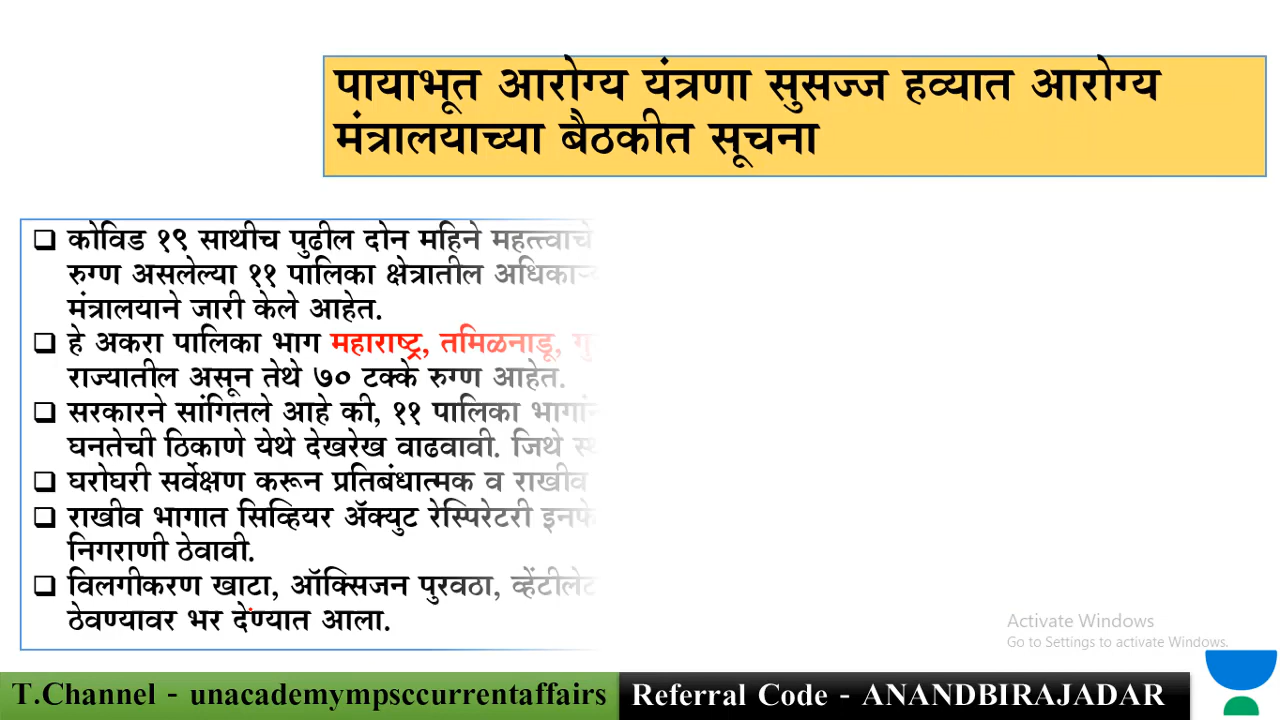 पायाभूत आरोग्य यंत्रणा सुसज्ज हव्यात आरोग्य
मंत्रालयाच्या बैठकीत सूचना
कोविड १९ साथीच पुढील दोन महिने महत्त्वाचे
रुग्ण असलेल्या ११ पालिका क्षेत्रातील
मंत्रालयाने जारी केले आहेत.
हे अकरा पालिका भाग महाराष्ट्र, तमिळनाडू,
राज्यातील असून तेथे ७० टक्के रुग्ण आहेत.
सरकारने सांगितले आहे की, ११ पालिका
घनतेची ठिकाणे येथे देखरेख वाढवावी. जिथे
घरोघरी सर्वेक्षण करून प्रतिबंधात्मक व राखीव
राखीव भागात सिव्हियर ॲक्युट रेस्पिरेटरी
निगराणी ठेवावी.
विलगीकरण खाटा, ऑक्सिजन पुरवठा,
ठेवण्यावर भर देण्यात आला.
Activate Windows
Go to Settings to activate Windows.
T.Channel - unacademympsccurrentaffairs
Referral Code - ANANDBIRAJADAR